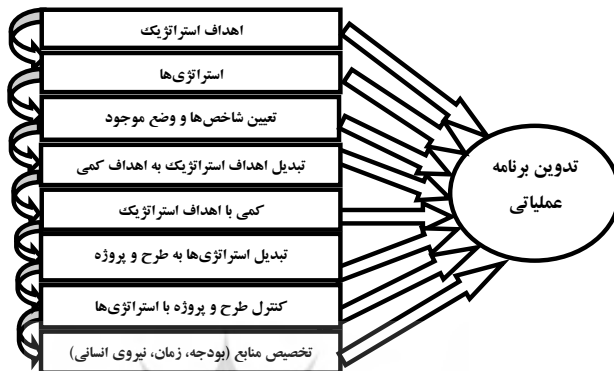 اهداف استراتژیک
استراتژی‌ها
تعیین شاخص‌ها و وضع موجود
تبدیل اهداف استراتژیک به اهداف کمی
کمی با اهداف استراتژیک
تبدیل استراتژی‌ها به طرح و پروژه
کنترل طرح و پروژه با استراتژی‌ها
تخصیص منابع (بودجه، زمان، نیروی انسانی)
تدوین برنامه
عملیاتی